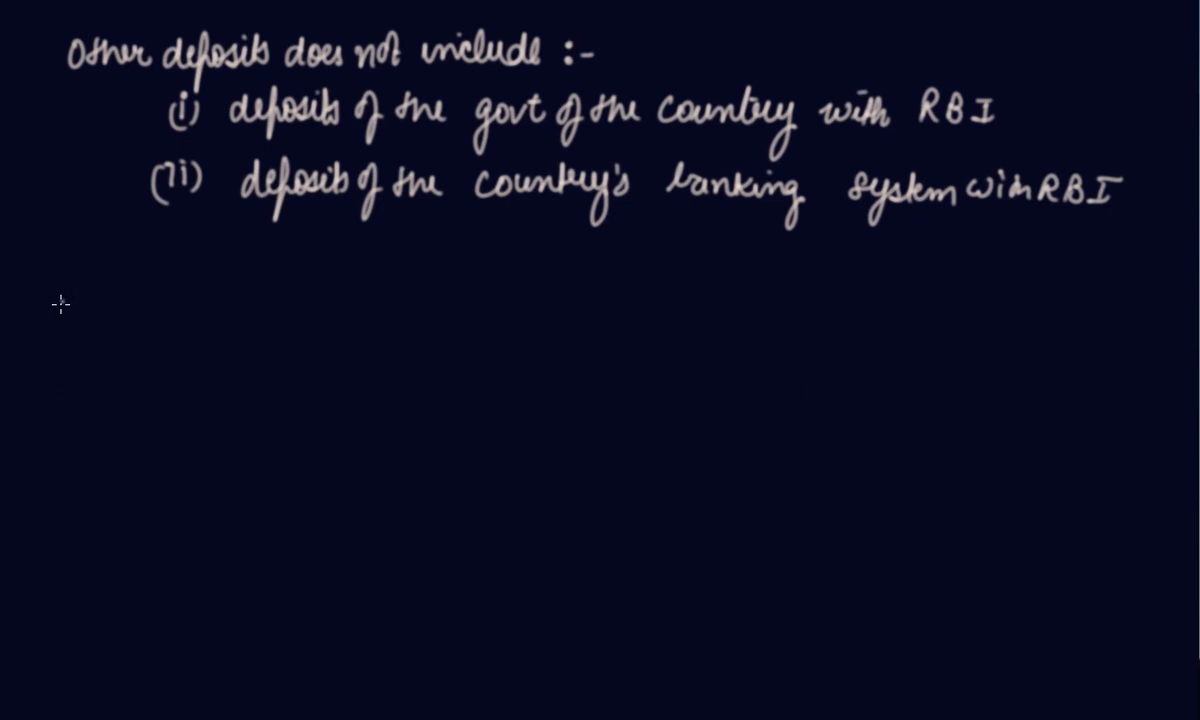 Other deposits does not include :-
(i) deposits of the govt of the country with RBI
(ii) deposits of the country's banking system with RBI